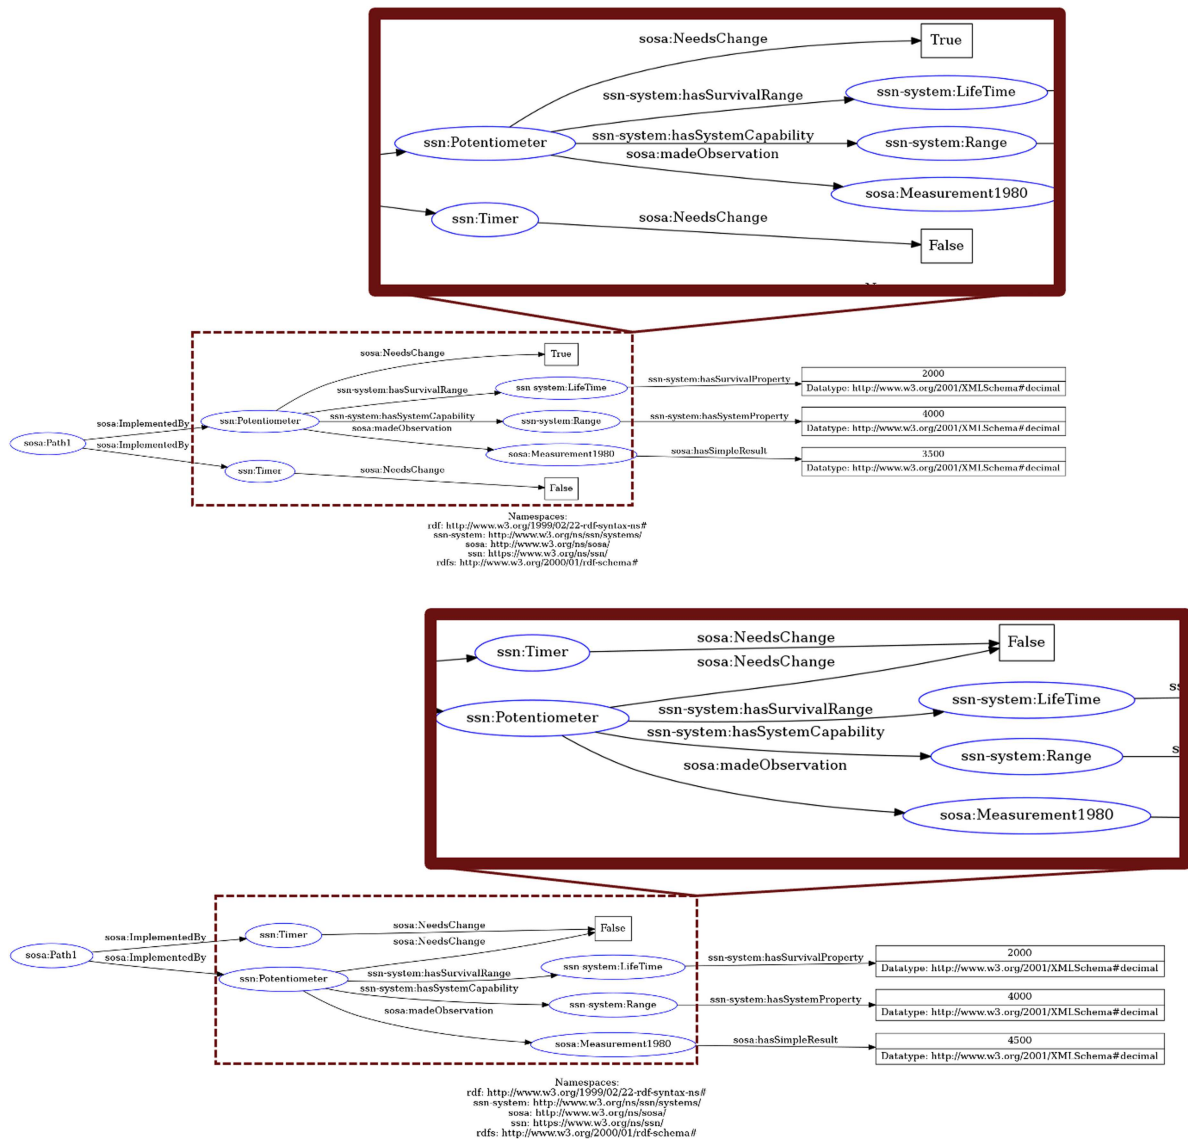 sosa:NeedsChange
True
ssn-system:hasSurvivalRange
ssn-system:LifeTime
ssn:Potentiometer
ssn-system:hasSystemCapability
ssn-system:Range
sosa:madeObservation
sosa:Measurement1980
ssn:Timer
sosa:NeedsChange
False
sosa:NeedsChange
True
ssn-system:hasSurvivalRange
ssn-system:LifeTime
ssn-system:hasSurvivalProperty
2000
Datatype: http://www.w3.org/2001/XMLSchema#decimal
sosa:Path1
sosa:ImplementedBy
sosa:ImplementedBy
ssn:Potentiometer
ssn-system:hasSystemCapability
ssn-system:Range
ssn-system:hasSystemProperty
4000
Datatype: http://www.w3.org/2001/XMLSchema#decimal
sosa:madeObservation
sosa:Measurement1980
sosa:hasSimpleResult
3500
Datatype: http://www.w3.org/2001/XMLSchema#decimal
ssn:Timer
sosa:NeedsChange
False
Namespaces:
rdf: http://www.w3.org/1999/02/22-rdf-syntax-ns#
ssn-system: http://www.w3.org/ns/ssn/systems/
sosa: http://www.w3.org/ns/sosa/
ssn: https://www.w3.org/ns/ssn/
rdfs: http://www.w3.org/2000/01/rdf-schema#
ssn:Timer
sosa:NeedsChange
False
sosa:NeedsChange
ssn:Potentiometer
ssn-system:hasSurvivalRange
ssn-system:LifeTime
ssn-system:hasSystemCapability
ssn-system:Range
sosa:madeObservation
sosa:Measurement1980
sosa:Path1
sosa:ImplementedBy
sosa:ImplementedBy
ssn:Timer
sosa:NeedsChange
False
sosa:NeedsChange
ssn:Potentiometer
ssn-system:hasSurvivalRange
ssn-system:LifeTime
ssn-system:hasSurvivalProperty
2000
Datatype: http://www.w3.org/2001/XMLSchema#decimal
ssn-system:hasSystemCapability
ssn-system:Range
ssn-system:hasSystemProperty
4000
Datatype: http://www.w3.org/2001/XMLSchema#decimal
sosa:madeObservation
sosa:Measurement1980
sosa:hasSimpleResult
4500
Datatype: http://www.w3.org/2001/XMLSchema#decimal
Namespaces:
rdf: http://www.w3.org/1999/02/22-rdf-syntax-ns#
ssn-system: http://www.w3.org/ns/ssn/systems/
sosa: http://www.w3.org/ns/sosa/
ssn: https://www.w3.org/ns/ssn/
rdfs: http://www.w3.org/2000/01/rdf-schema#